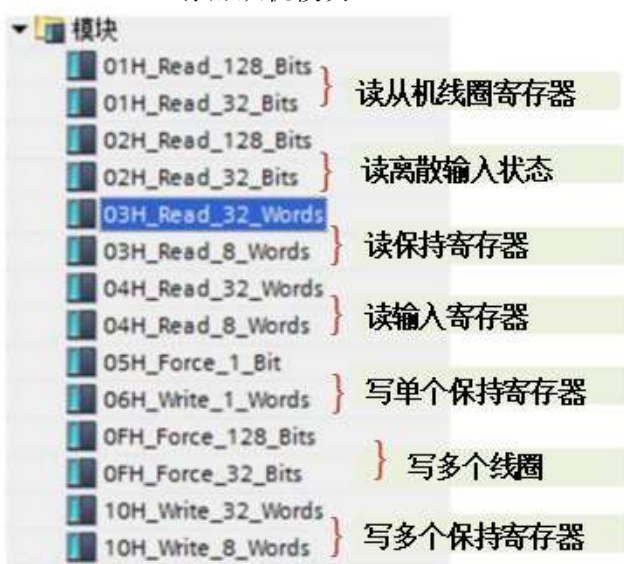 模块
01H_Read_128_Bits
01H_Read_32_Bits
读从机线圈寄存器
02H_Read_128_Bits
02H_Read_32_Bits
读离散输入状态
03H_Read_32_Words
03H_Read_8_Words
读保持寄存器
04H_Read_32_Words
04H_Read_8_Words
读输入寄存器
05H_Force_1_Bit
06H_Write_1_Words
写单个保持寄存器
0FH_Force_128_Bits
0FH_Force_32_Bits
写多个线圈
10H_Write_32_Words
10H_Write_8_Words
写多个保持寄存器